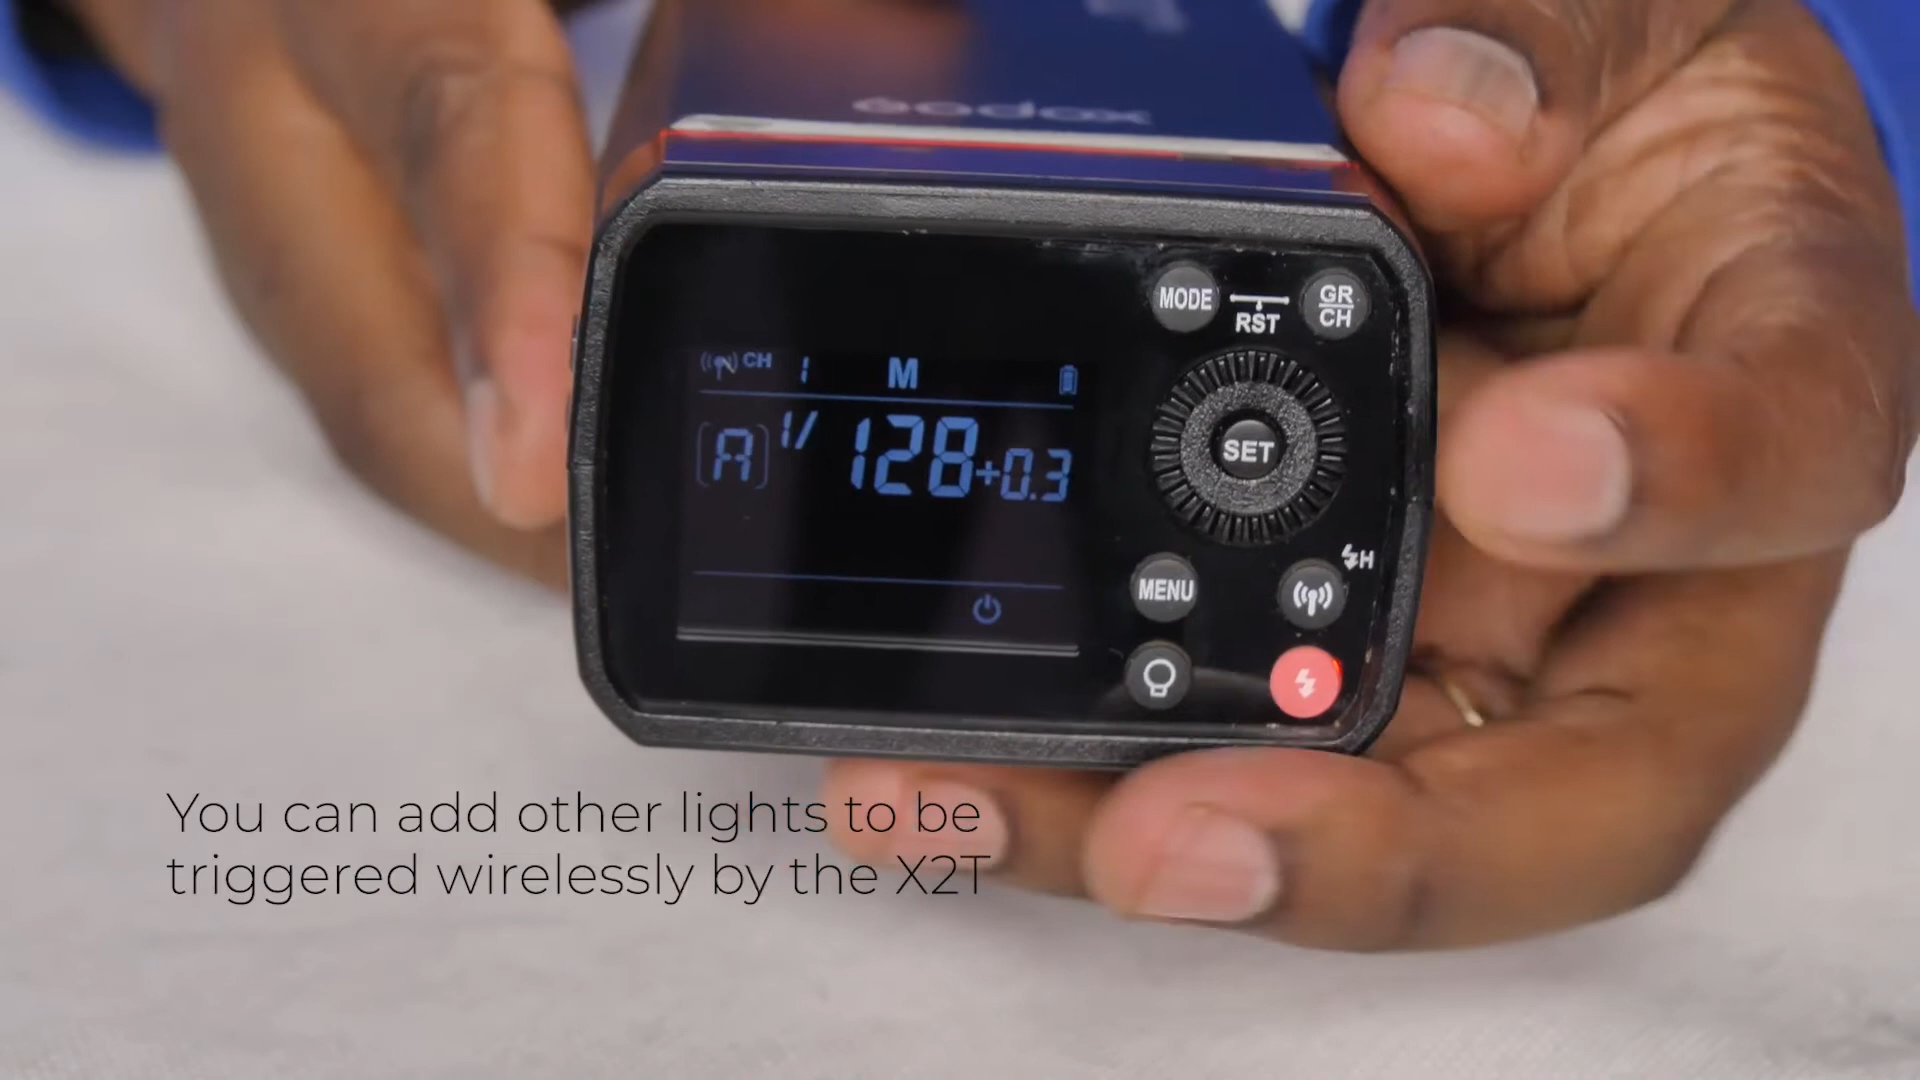 Godox
MODE
RST
GR
CH
CH 1 M
[A] 1/128+0.3
SET
H
MENU
You can add other lights to be
triggered wirelessly by the X2T